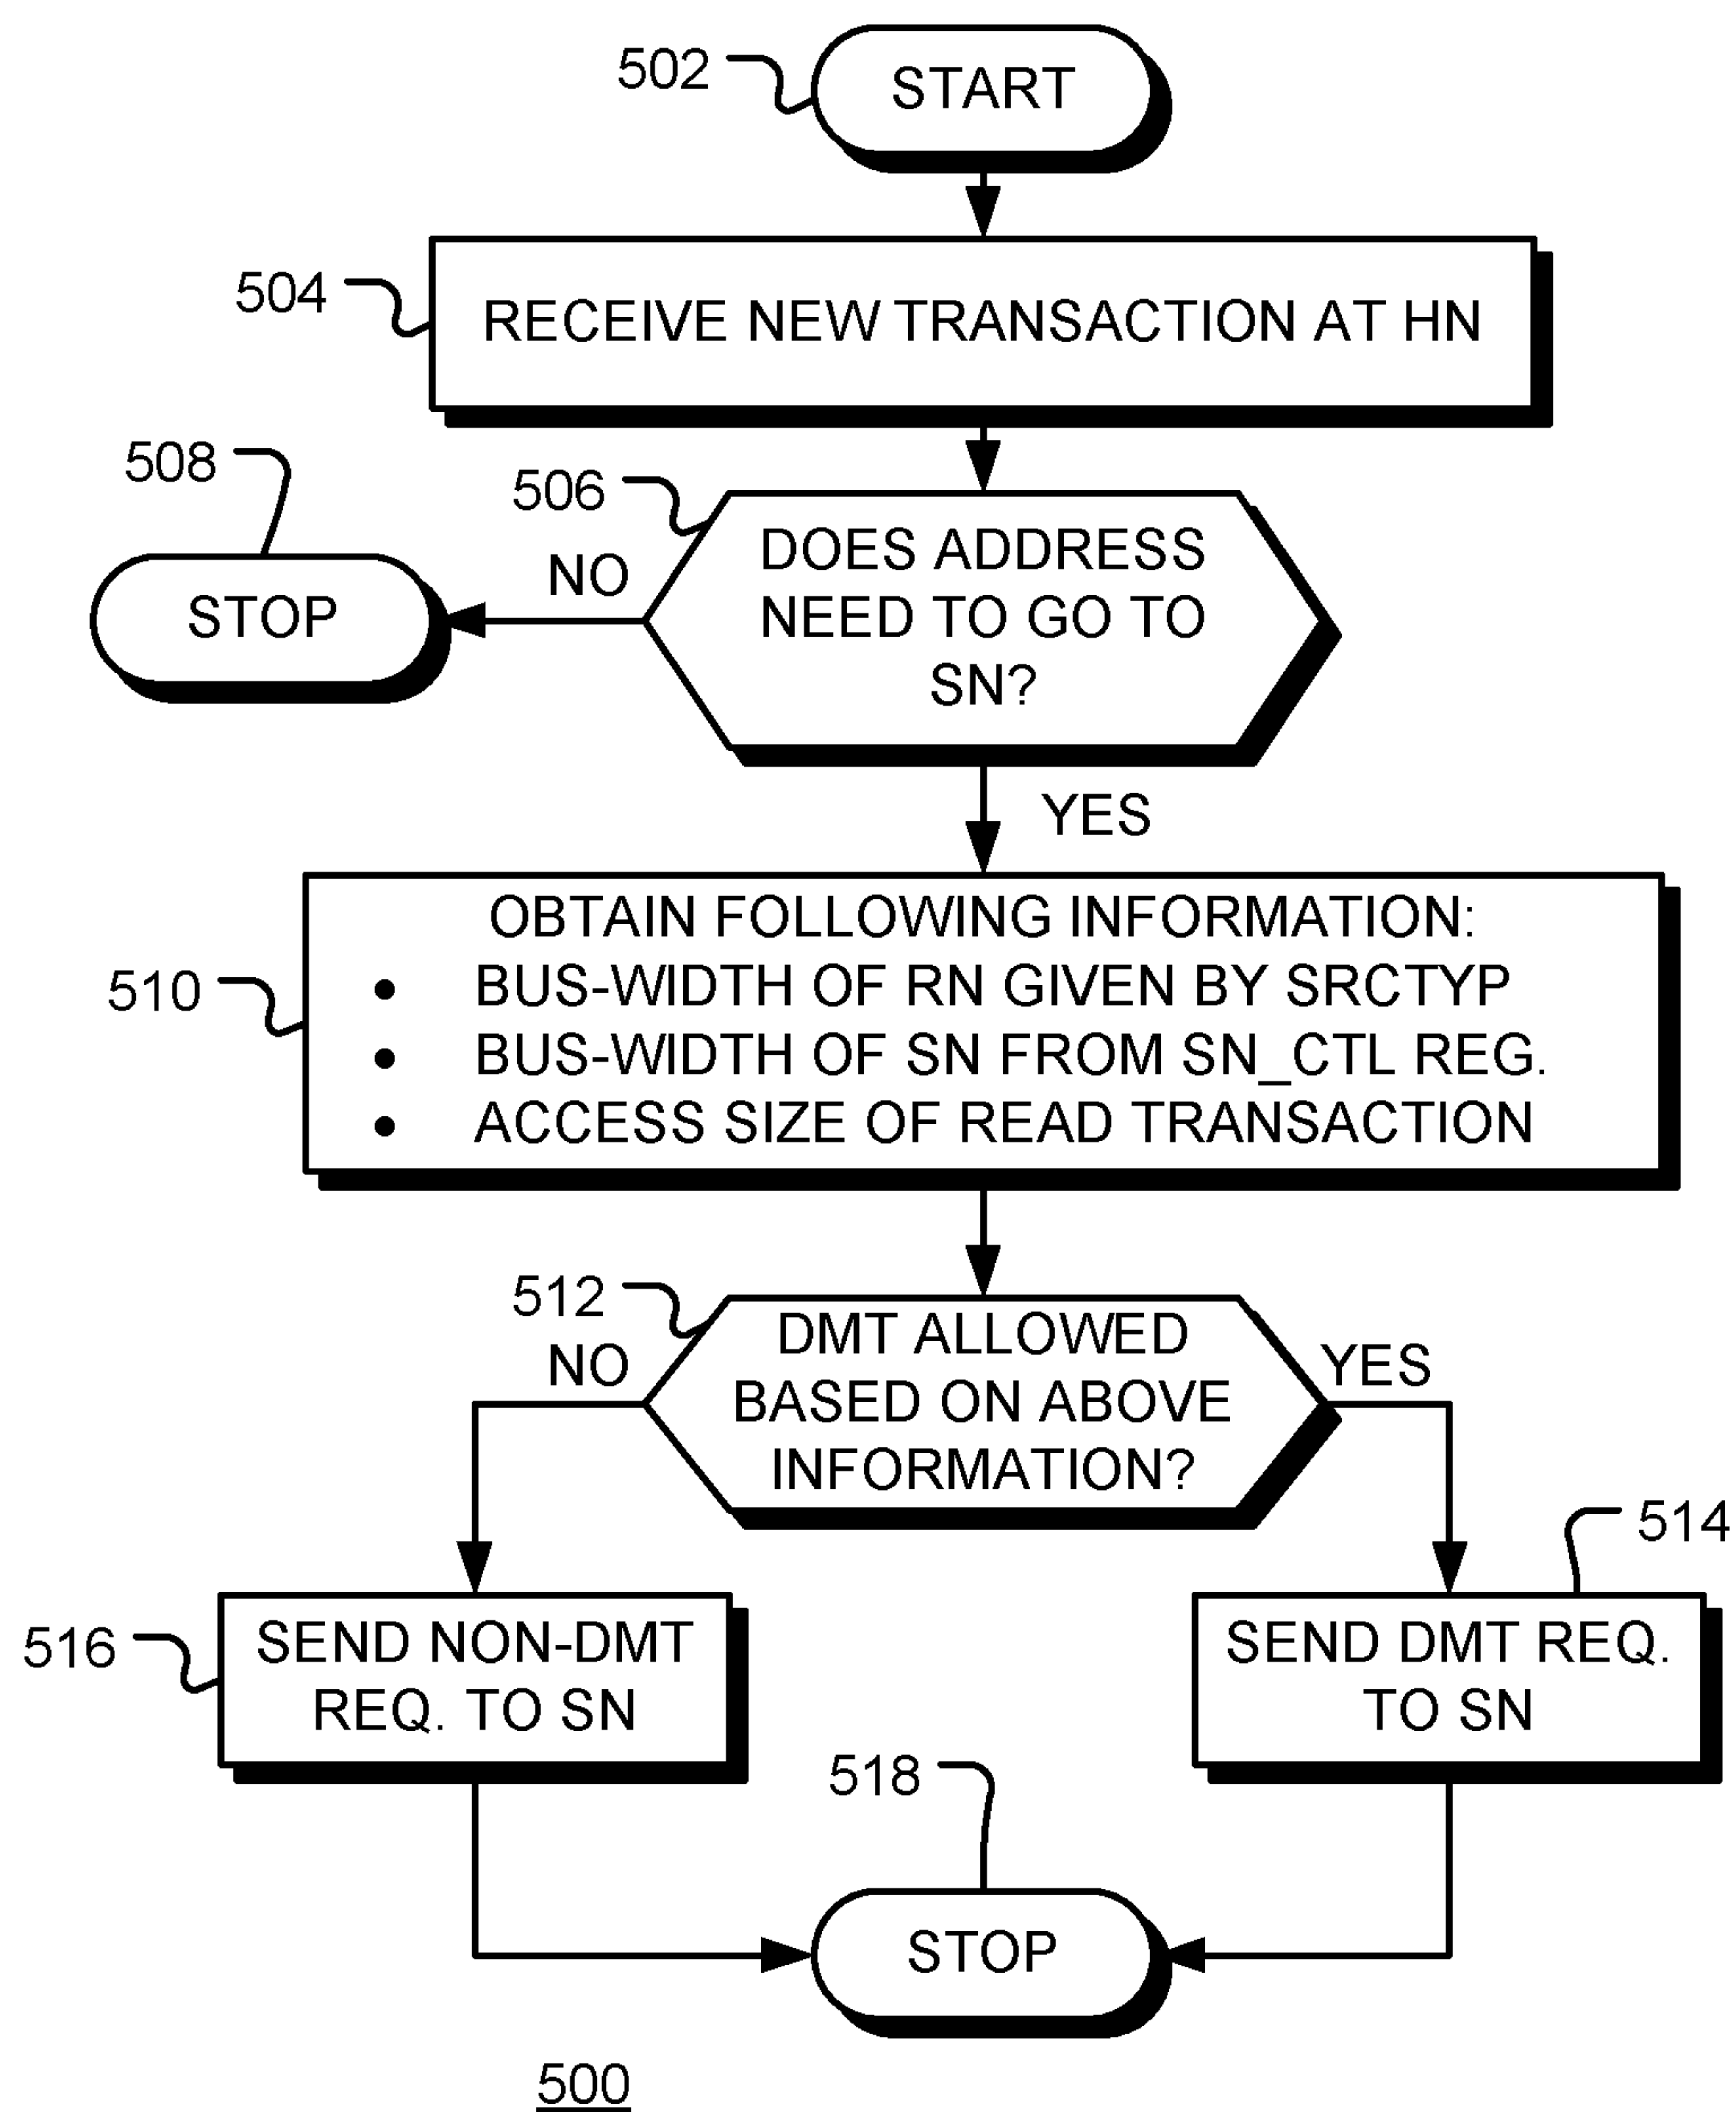 502
START
504
RECEIVE NEW TRANSACTION AT HN
508
506
DOES ADDRESS
NEED TO GO TO
SN?
NO
STOP
YES
510
OBTAIN FOLLOWING INFORMATION:
• BUS-WIDTH OF RN GIVEN BY SRCTYP
• BUS-WIDTH OF SN FROM SN_CTL REG.
• ACCESS SIZE OF READ TRANSACTION
512
DMT ALLOWED
BASED ON ABOVE
INFORMATION?
NO
YES
514
516
SEND NON-DMT
REQ. TO SN
SEND DMT REQ.
TO SN
518
STOP
500